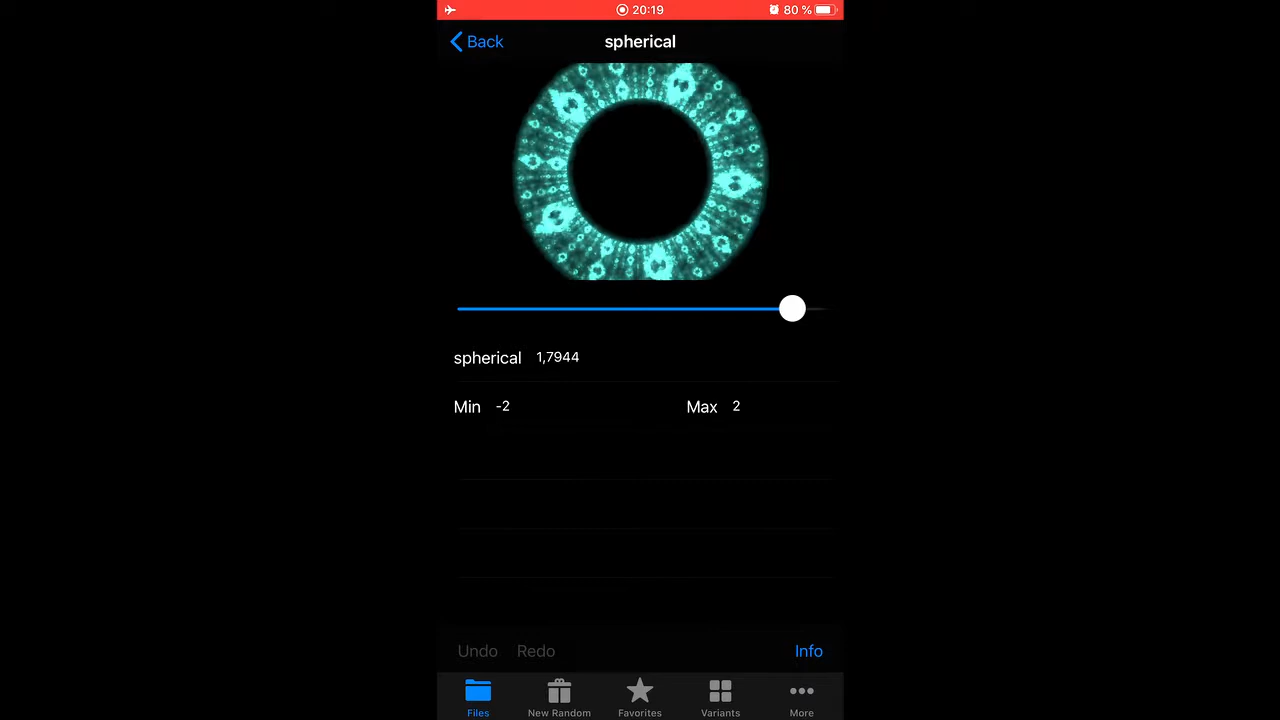 20:19 80 %
Back spherical
spherical 1,7944
Min -2 Max 2
Undo Redo Info
Files New Random Favorites Variants More